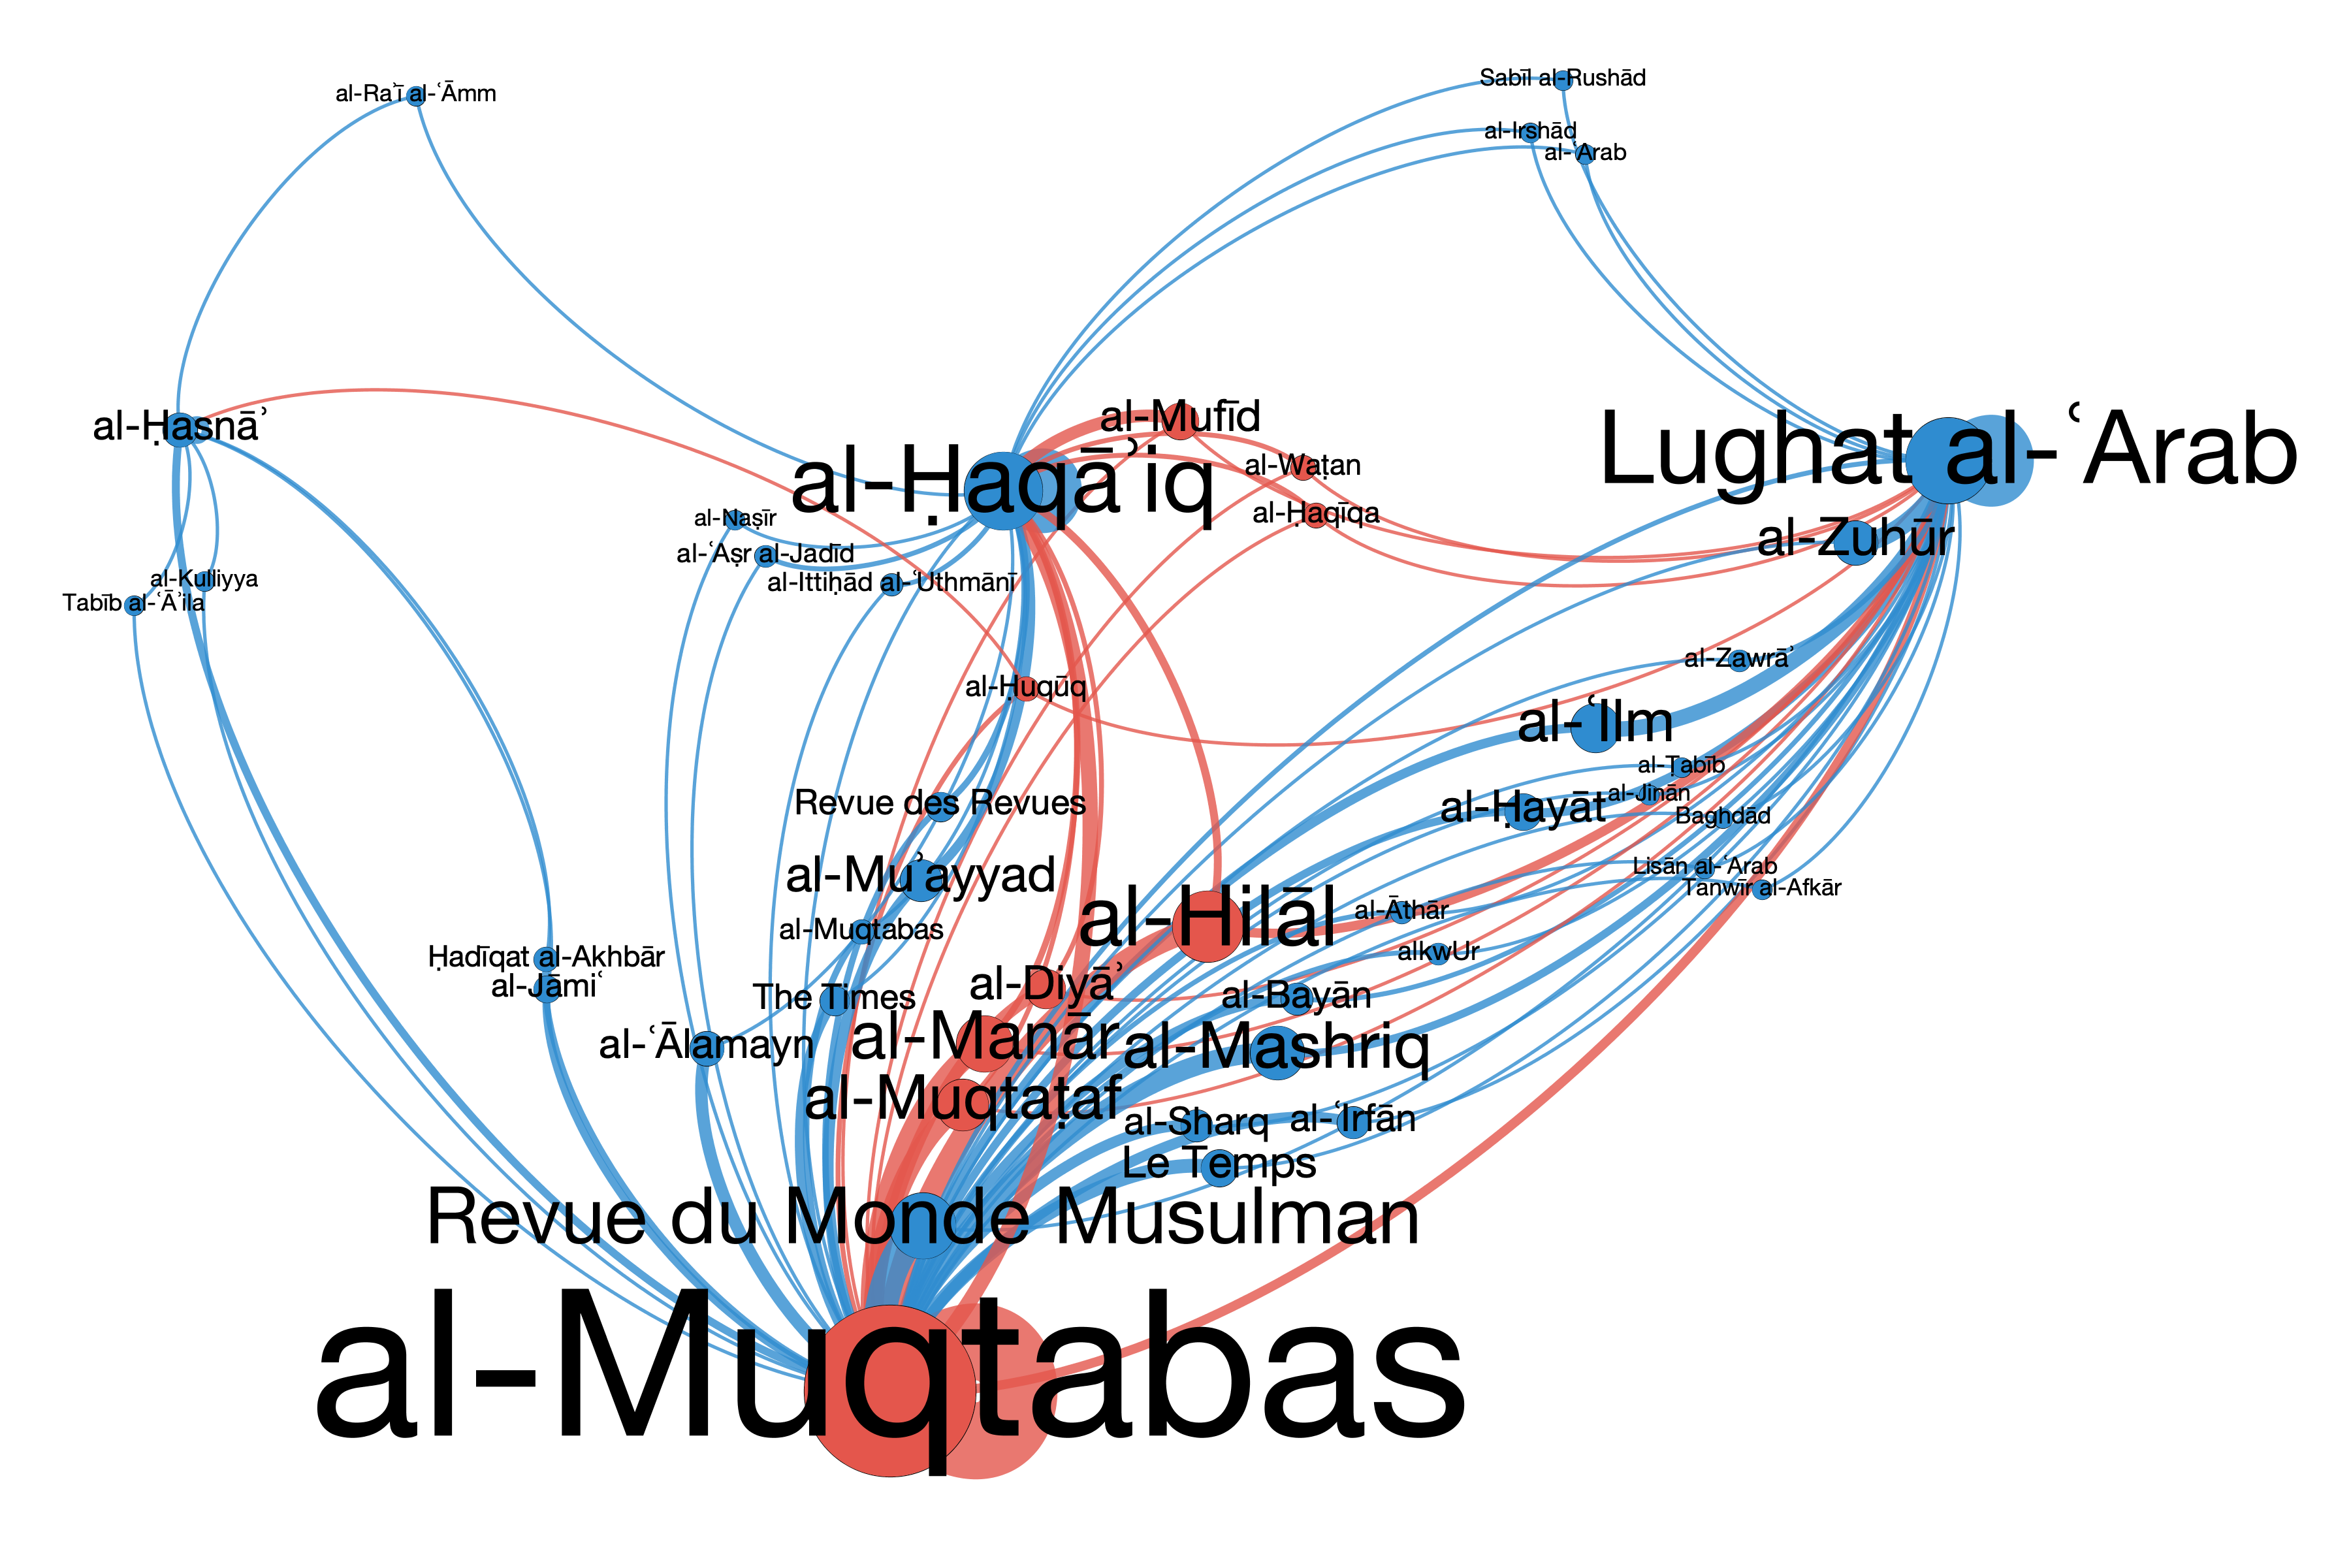 Sabīl al-Rushād
al-Raʾī al-ʿĀmm
al-Irshād
al-ʿArab
al-Ḥasnāʾ
al-Mufīd
Lughat al-ʿArab
al-Ḥaqāʾiq
al-Waṭan
al-Ḥaqīqa
al-Naṣīr
al-Zuhūr
al-ʿAṣr al-Jadīd
al-Kulliyya
al-Ittiḥād al-ʿUthmānī
Tabīb al-ʿĀʾila
al-Zawrāʾ
al-Ḥuqūq
al-ʿIlm
al-Ṭabīb
al-Jinān
Revue des Revues
al-Ḥayāt
Baghdād
Lisān al-ʿArab
al-Muʾayyad
Tanwīr al-Afkār
al-Hilāl
al-Āthār
al-Muqtabas
alkwUr
Ḥadīqat al-Akhbār
al-Jāmiʿ
al-Diyāʾ
The Times
al-Bayān
al-ʿĀlamayn
al-Manār
al-Mashriq
al-Muqtaṭaf
al-Sharq
al-ʿIrfān
Le Temps
Revue du Monde Musulman
al-Muqtabas